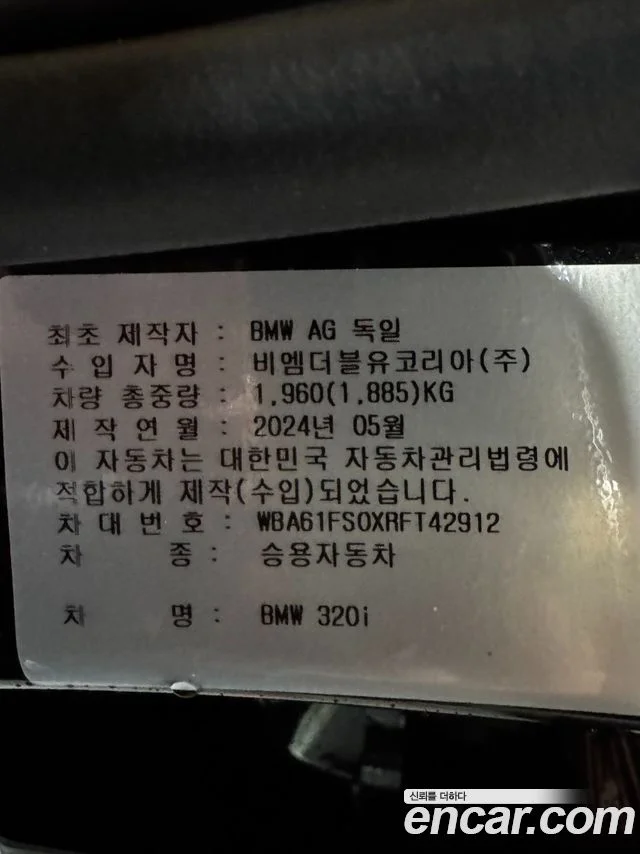 최초 제작자 : BMW AG 독일
수 입 자 명 : 비엠더블유코리아(주)
차량 총중량 : 1,960(1,885)KG
제 작 연 월 : 2024년 05월
이 자동차는 대한민국 자동차관리법령에
적합하게 제작(수입)되었습니다.
차 대 번 호 : WBA61FS0XRFT42912
차 종 : 승용자동차
차 명 : BMW 320i
신뢰를 더하다
encar.com